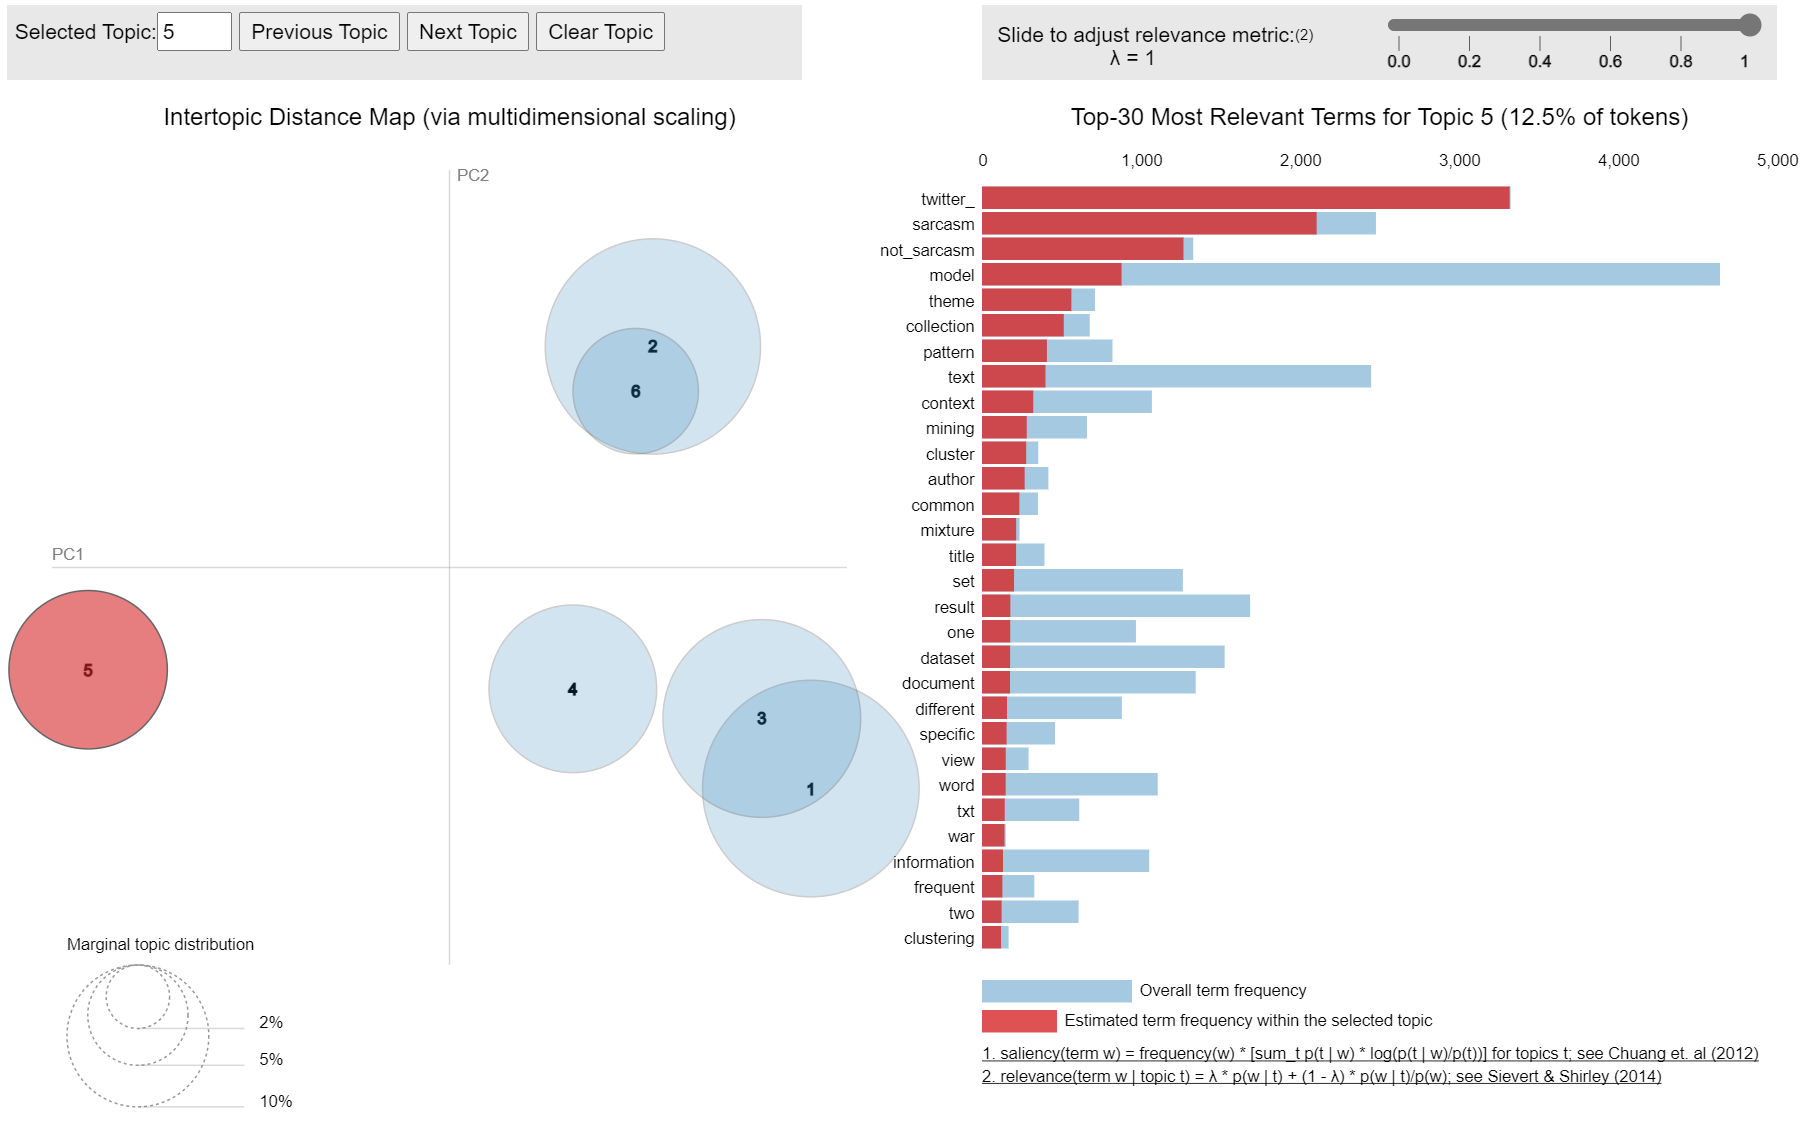 Selected Topic: 5 Previous Topic Next Topic Clear Topic
Slide to adjust relevance metric:(2)
λ = 1
0.0 0.2 0.4 0.6 0.8 1
Intertopic Distance Map (via multidimensional scaling)
PC2
PC1
2
6
5
4
3
1
Marginal topic distribution
2%
5%
10%
Top-30 Most Relevant Terms for Topic 5 (12.5% of tokens)
0 1,000 2,000 3,000 4,000 5,000
twitter_
sarcasm
not_sarcasm
model
theme
collection
pattern
text
context
mining
cluster
author
common
mixture
title
set
result
one
dataset
document
different
specific
view
word
txt
war
information
frequent
two
clustering
Overall term frequency
Estimated term frequency within the selected topic
1. saliency(term w) = frequency(w) * [sum_t p(t | w) * log(p(t | w)/p(t))] for topics t; see Chuang et. al (2012)
2. relevance(term w | topic t) = λ * p(w | t) + (1 - λ) * p(w | t)/p(w); see Sievert & Shirley (2014)